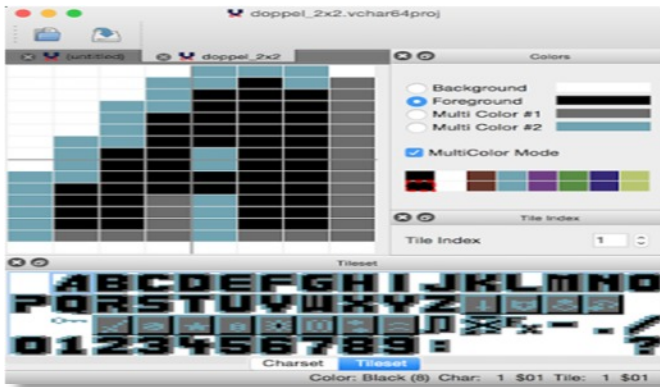 doppel_2x2.vchar64proj
(untitled)
doppel_2x2
Colors
Background
Foreground
Multi Color #1
Multi Color #2
MultiColor Mode
Tile Index
Tile Index 1
Tileset
ABCDEFGHIJKLMNO
PQRSTUVWXYZ
0123456789: ?
Charset Tileset
Color: Black (8) Char: 1 $01 Tile: 1 $01